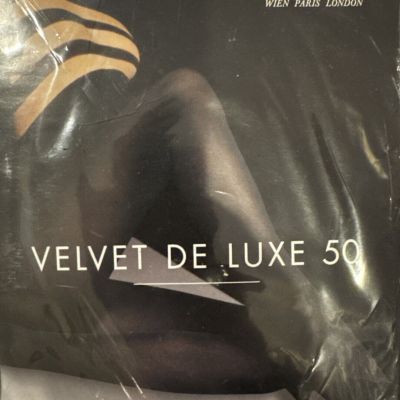 WIEN PARIS LONDON
VELVET DE LUXE 50